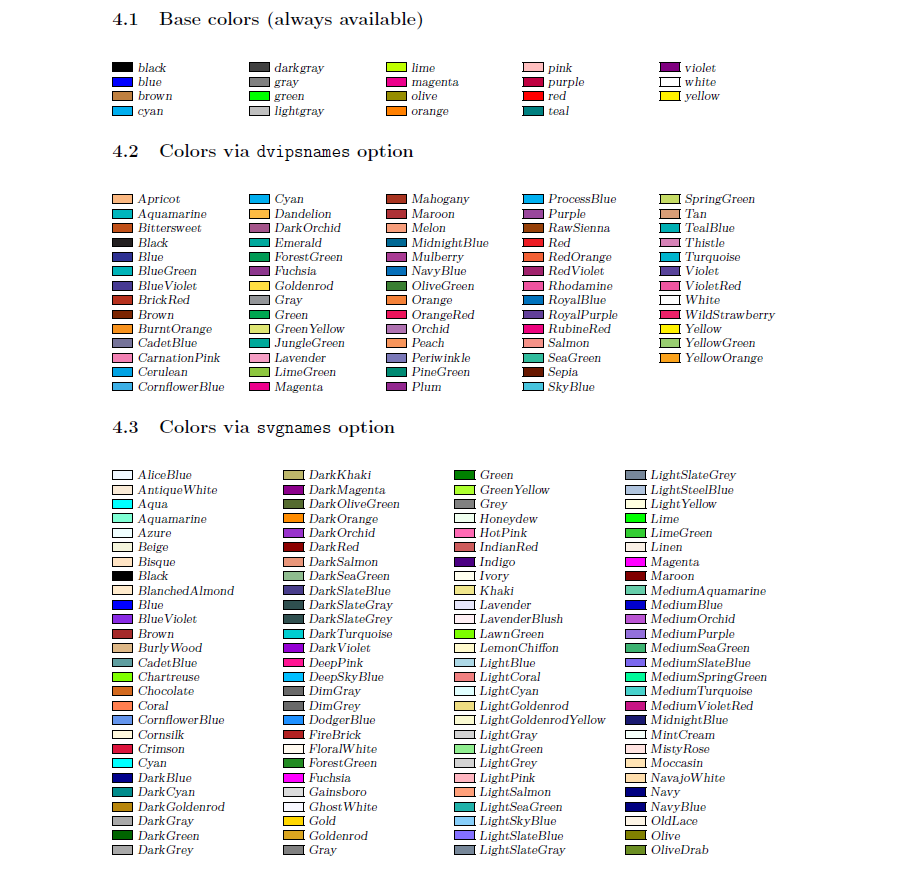 4.1 Base colors (always available)
black
blue
brown
cyan
darkgray
gray
green
lightgray
lime
magenta
olive
orange
pink
purple
red
teal
violet
white
yellow
4.2 Colors via dvipsnames option
Apricot
Aquamarine
Bittersweet
Black
Blue
BlueGreen
BlueViolet
BrickRed
Brown
BurntOrange
CadetBlue
CarnationPink
Cerulean
CornflowerBlue
Cyan
Dandelion
DarkOrchid
Emerald
ForestGreen
Fuchsia
Goldenrod
Gray
Green
GreenYellow
JungleGreen
Lavender
LimeGreen
Magenta
Mahogany
Maroon
Melon
MidnightBlue
Mulberry
NavyBlue
OliveGreen
Orange
OrangeRed
Orchid
Peach
Periwinkle
PineGreen
Plum
ProcessBlue
Purple
RawSienna
Red
RedOrange
RedViolet
Rhodamine
RoyalBlue
RoyalPurple
RubineRed
Salmon
SeaGreen
Sepia
SkyBlue
SpringGreen
Tan
TealBlue
Thistle
Turquoise
Violet
VioletRed
White
WildStrawberry
Yellow
YellowGreen
YellowOrange
4.3 Colors via svgnames option
AliceBlue
AntiqueWhite
Aqua
Aquamarine
Azure
Beige
Bisque
Black
BlanchedAlmond
Blue
BlueViolet
Brown
BurlyWood
CadetBlue
Chartreuse
Chocolate
Coral
CornflowerBlue
Cornsilk
Crimson
Cyan
DarkBlue
DarkCyan
DarkGoldenrod
DarkGray
DarkGreen
DarkGrey
DarkKhaki
DarkMagenta
DarkOliveGreen
DarkOrange
DarkOrchid
DarkRed
DarkSalmon
DarkSeaGreen
DarkSlateBlue
DarkSlateGray
DarkSlateGrey
DarkTurquoise
DarkViolet
DeepPink
DeepSkyBlue
DimGray
DimGrey
DodgerBlue
FireBrick
FloralWhite
ForestGreen
Fuchsia
Gainsboro
GhostWhite
Gold
Goldenrod
Gray
Green
GreenYellow
Grey
Honeydew
HotPink
IndianRed
Indigo
Ivory
Khaki
Lavender
LavenderBlush
LawnGreen
LemonChiffon
LightBlue
LightCoral
LightCyan
LightGoldenrod
LightGoldenrodYellow
LightGray
LightGreen
LightGrey
LightPink
LightSalmon
LightSeaGreen
LightSkyBlue
LightSlateBlue
LightSlateGray
LightSlateGrey
LightSteelBlue
LightYellow
Lime
LimeGreen
Linen
Magenta
Maroon
MediumAquamarine
MediumBlue
MediumOrchid
MediumPurple
MediumSeaGreen
MediumSlateBlue
MediumSpringGreen
MediumTurquoise
MediumVioletRed
MidnightBlue
MintCream
MistyRose
Moccasin
NavajoWhite
Navy
NavyBlue
OldLace
Olive
OliveDrab